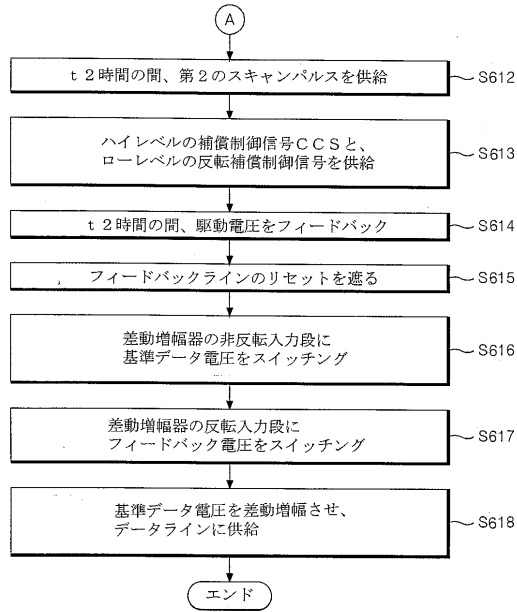 A
t2時間の間、第2のスキャンパルスを供給
S612
ハイレベルの補償制御信号CCSと、
ローレベルの反転補償制御信号を供給
S613
t2時間の間、駆動電圧をフィードバック
S614
フィードバックラインのリセットを遮る
S615
差動増幅器の非反転入力段に
基準データ電圧をスイッチング
S616
差動増幅器の反転入力段に
フィードバック電圧をスイッチング
S617
基準データ電圧を差動増幅させ、
データラインに供給
S618
エンド